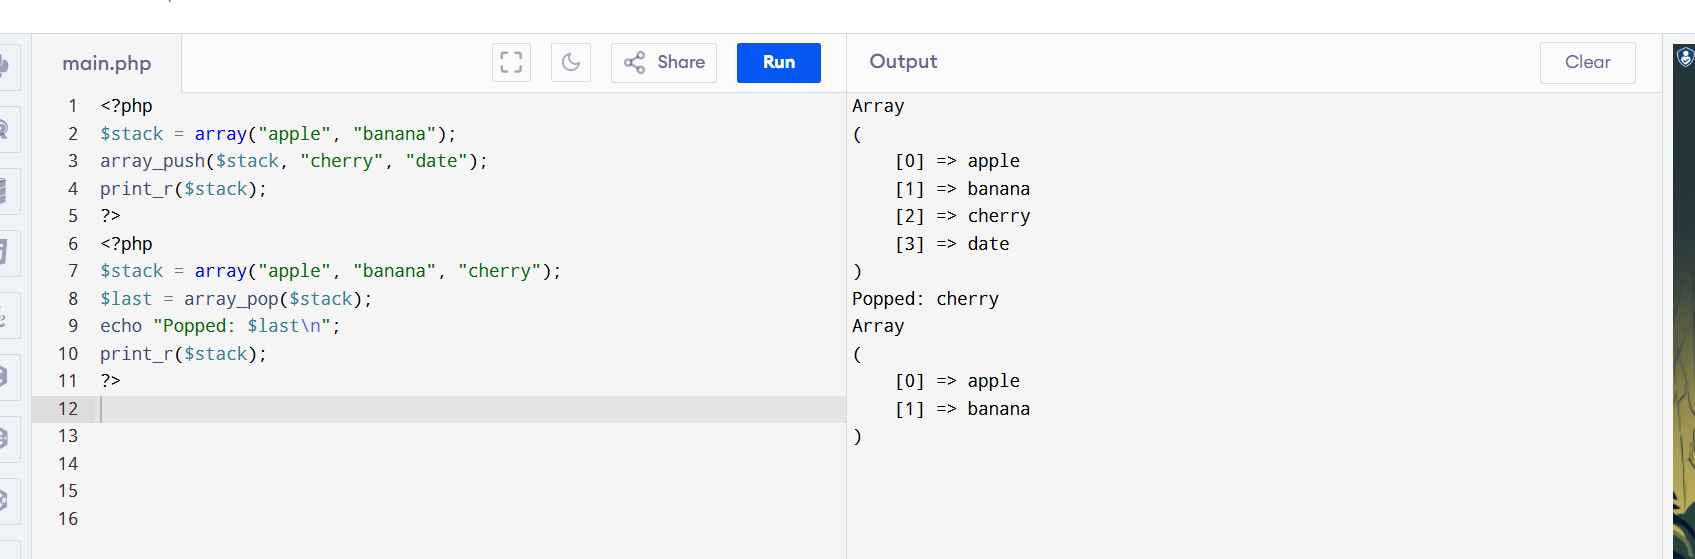 main.php
Share
Run
Output
Clear
1 <?php
2 $stack = array("apple", "banana");
3 array_push($stack, "cherry", "date");
4 print_r($stack);
5 ?>
6 <?php
7 $stack = array("apple", "banana", "cherry");
8 $last = array_pop($stack);
9 echo "Popped: $last\n";
10 print_r($stack);
11 ?>
12
13
14
15
16
Array
(
    [0] => apple
    [1] => banana
    [2] => cherry
    [3] => date
)
Popped: cherry
Array
(
    [0] => apple
    [1] => banana
)